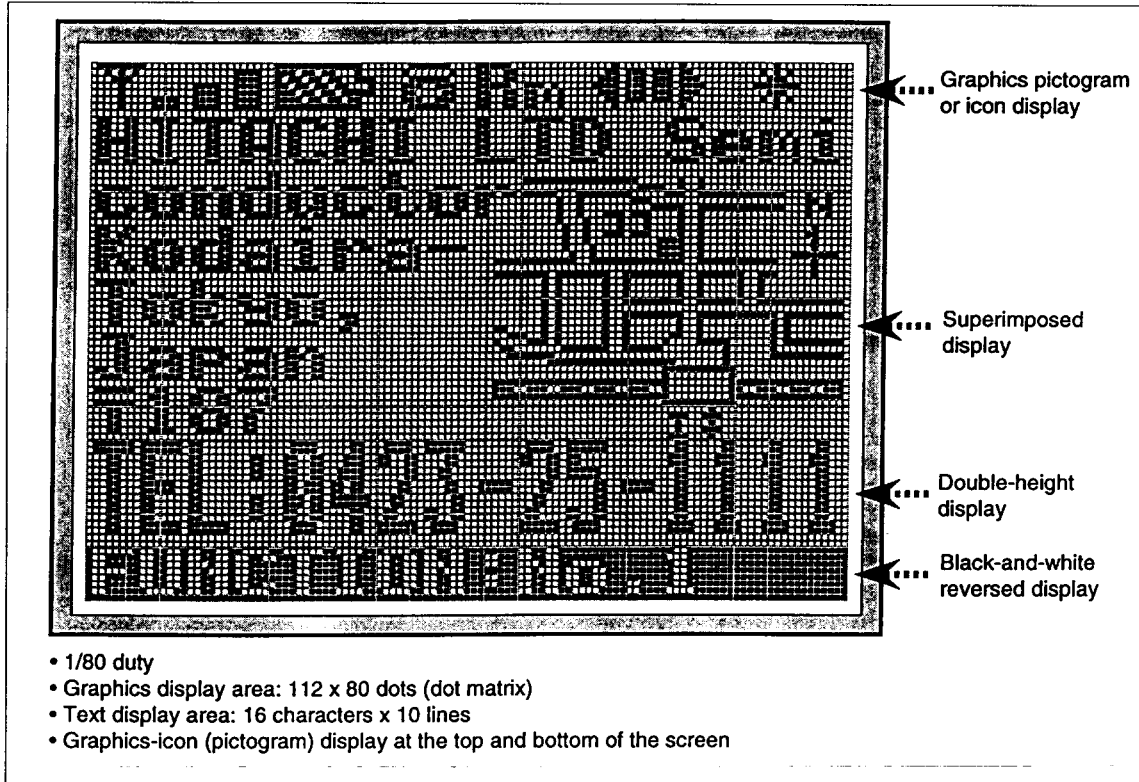 Graphics pictogram
or icon display
HITACHI LTD Semi
Superimposed
display
Kodaira
Double-height
display
TEL.0423-25-1111
Black-and-white
reversed display
• 1/80 duty
• Graphics display area: 112 x 80 dots (dot matrix)
• Text display area: 16 characters x 10 lines
• Graphics-icon (pictogram) display at the top and bottom of the screen